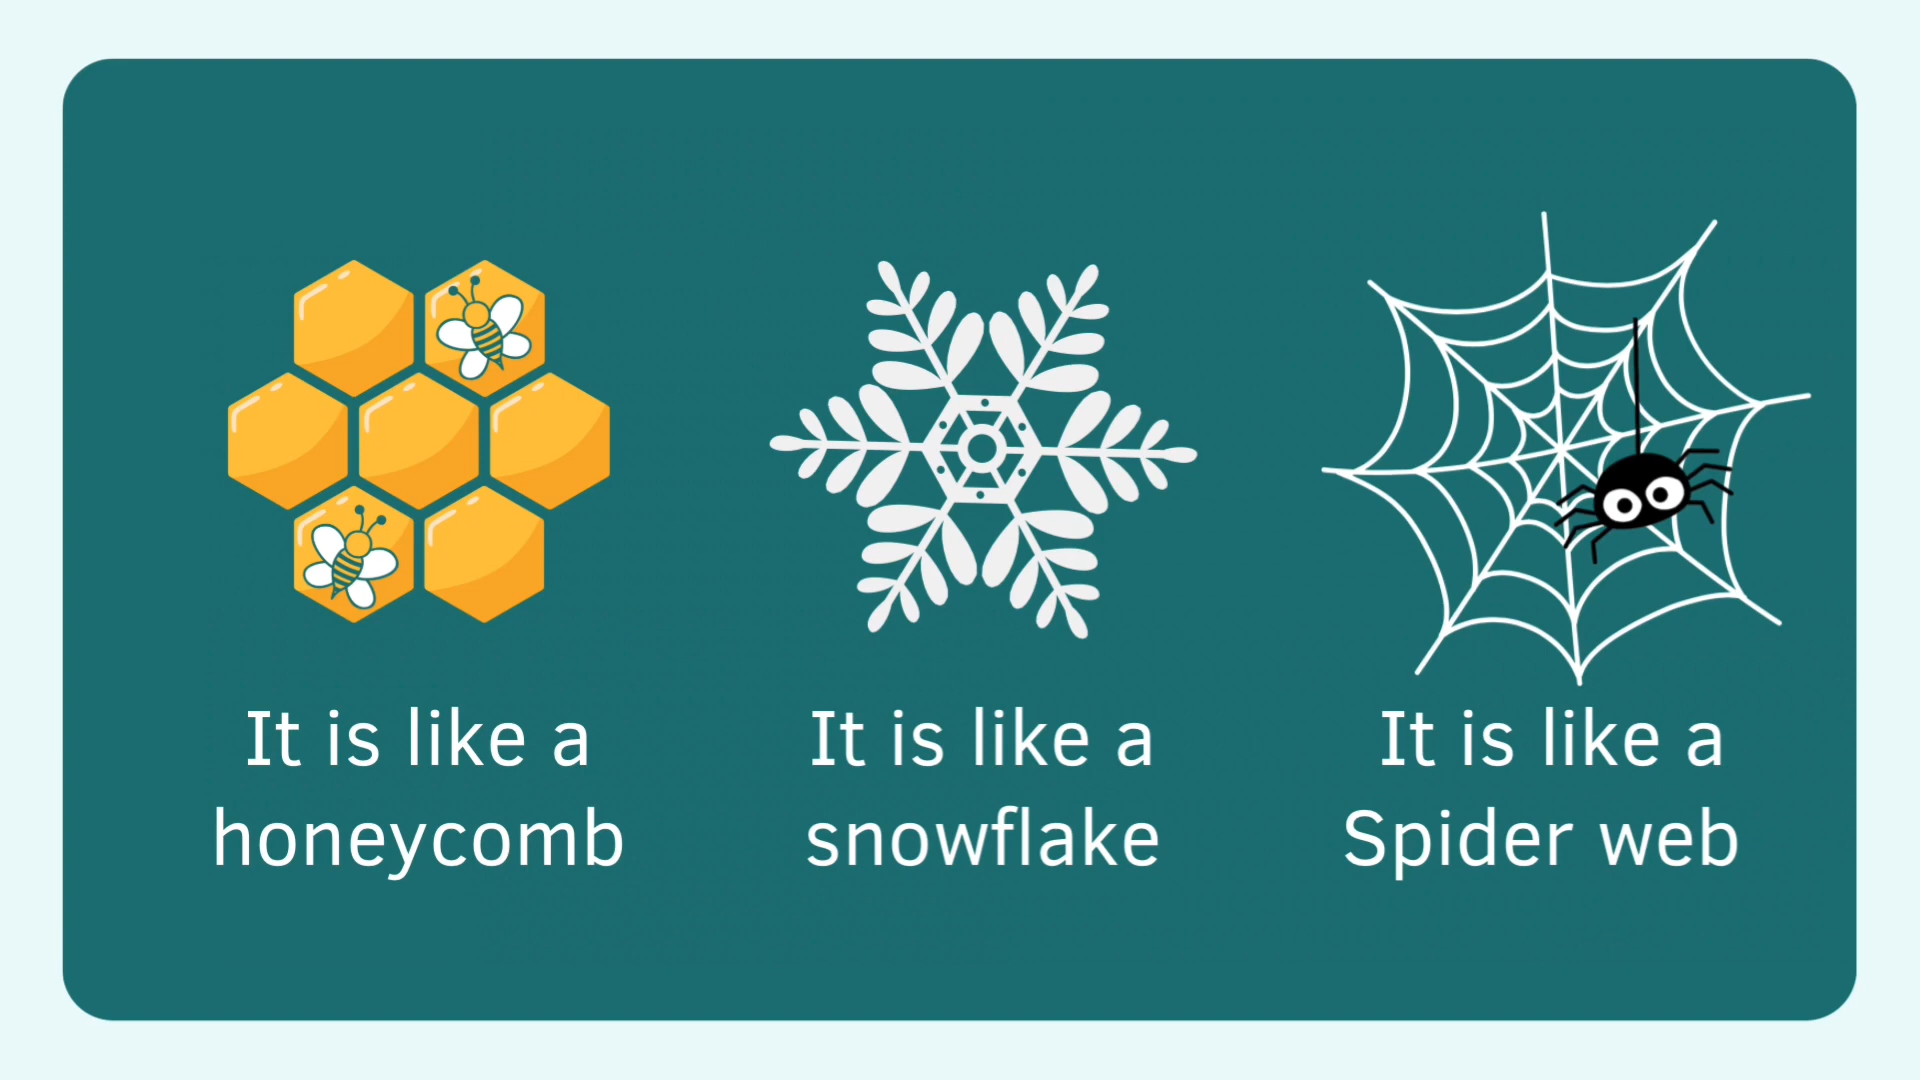 It is like a
honeycomb
It is like a
snowflake
It is like a
Spider web